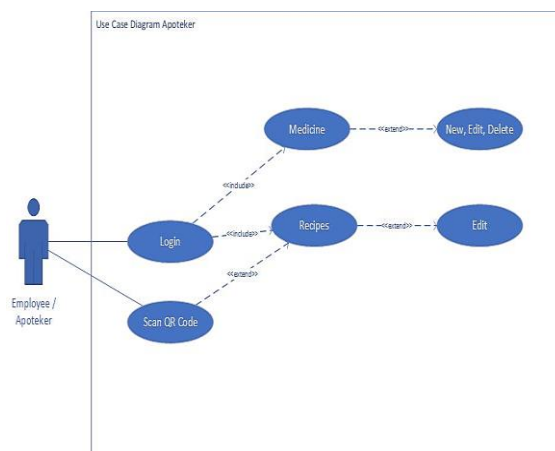 Use Case Diagram Apoteker
Medicine
<<extend>>
New, Edit, Delete
<<include>>
Login
<<include>>
Recipes
<<extend>>
Edit
<<extend>>
Employee /
Apoteker
Scan QR Code